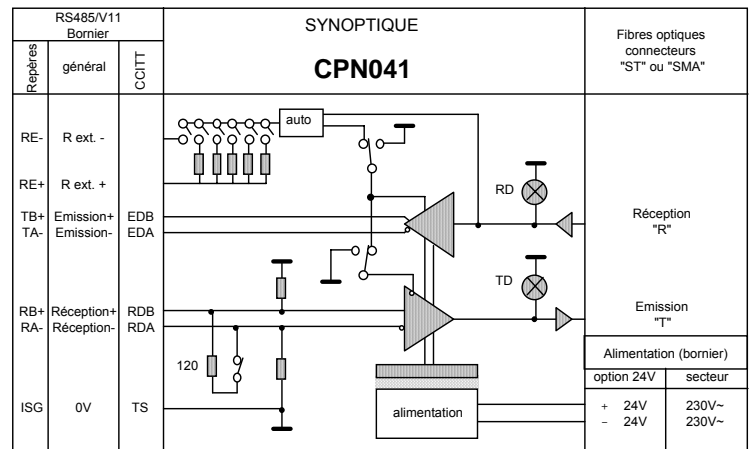 RS485/V11
Bornier
SYNOPTIQUE
CPN041
Fibres optiques
connecteurs
"ST" ou "SMA"
Repères
général
CCITT
auto
RE- R ext. -
RE+ R ext. +
RD
TB+ Emission+ EDB
TA- Emission- EDA
Réception
"R"
TD
RB+ Réception+ RDB
RA- Réception- RDA
Emission
"T"
120
Alimentation (bornier)
option 24V secteur
ISG 0V TS
alimentation
+ 24V 230V~
− 24V 230V~